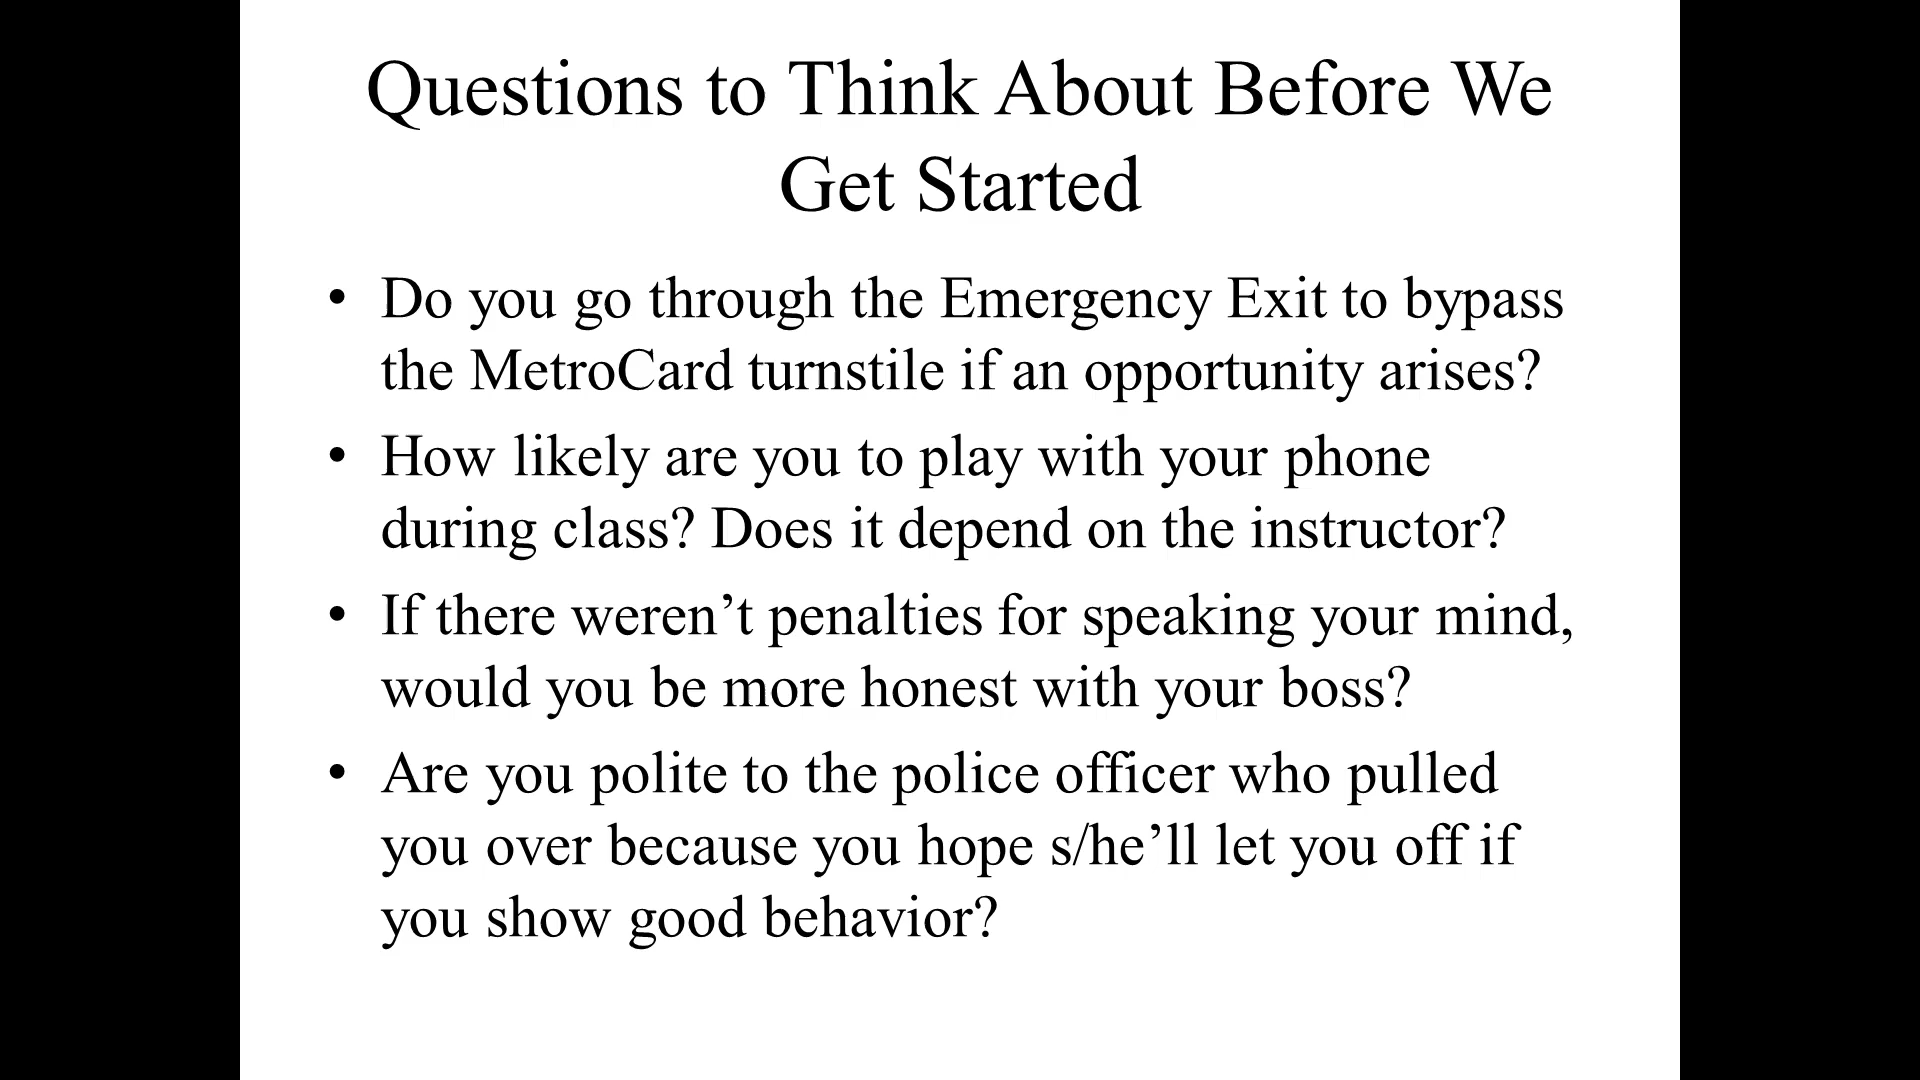 Questions to Think About Before We
Get Started
• Do you go through the Emergency Exit to bypass
the MetroCard turnstile if an opportunity arises?
• How likely are you to play with your phone
during class? Does it depend on the instructor?
• If there weren’t penalties for speaking your mind,
would you be more honest with your boss?
• Are you polite to the police officer who pulled
you over because you hope s/he’ll let you off if
you show good behavior?